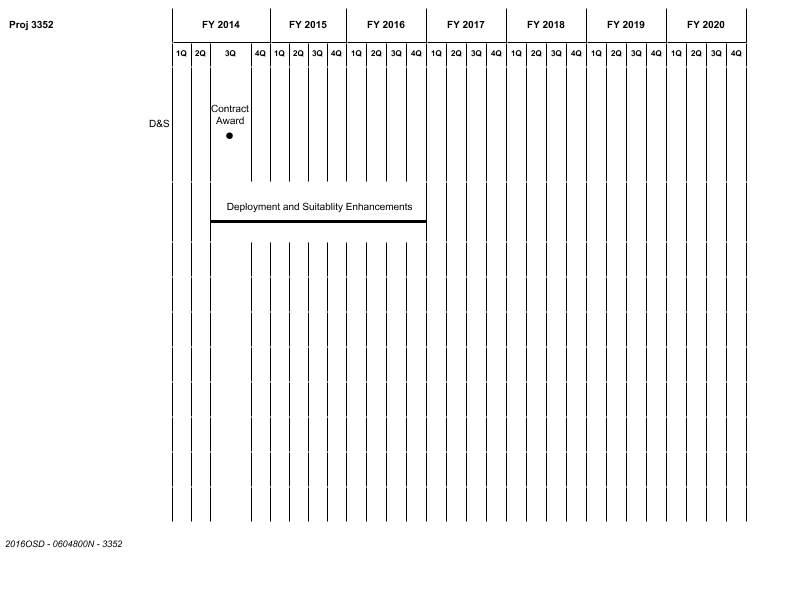 Proj 3352
FY 2014 FY 2015 FY 2016 FY 2017 FY 2018 FY 2019 FY 2020
1Q 2Q 3Q 4Q 1Q 2Q 3Q 4Q 1Q 2Q 3Q 4Q 1Q 2Q 3Q 4Q 1Q 2Q 3Q 4Q 1Q 2Q 3Q 4Q 1Q 2Q 3Q 4Q
D&S
Contract
Award
Deployment and Suitablity Enhancements
2016OSD - 0604800N - 3352